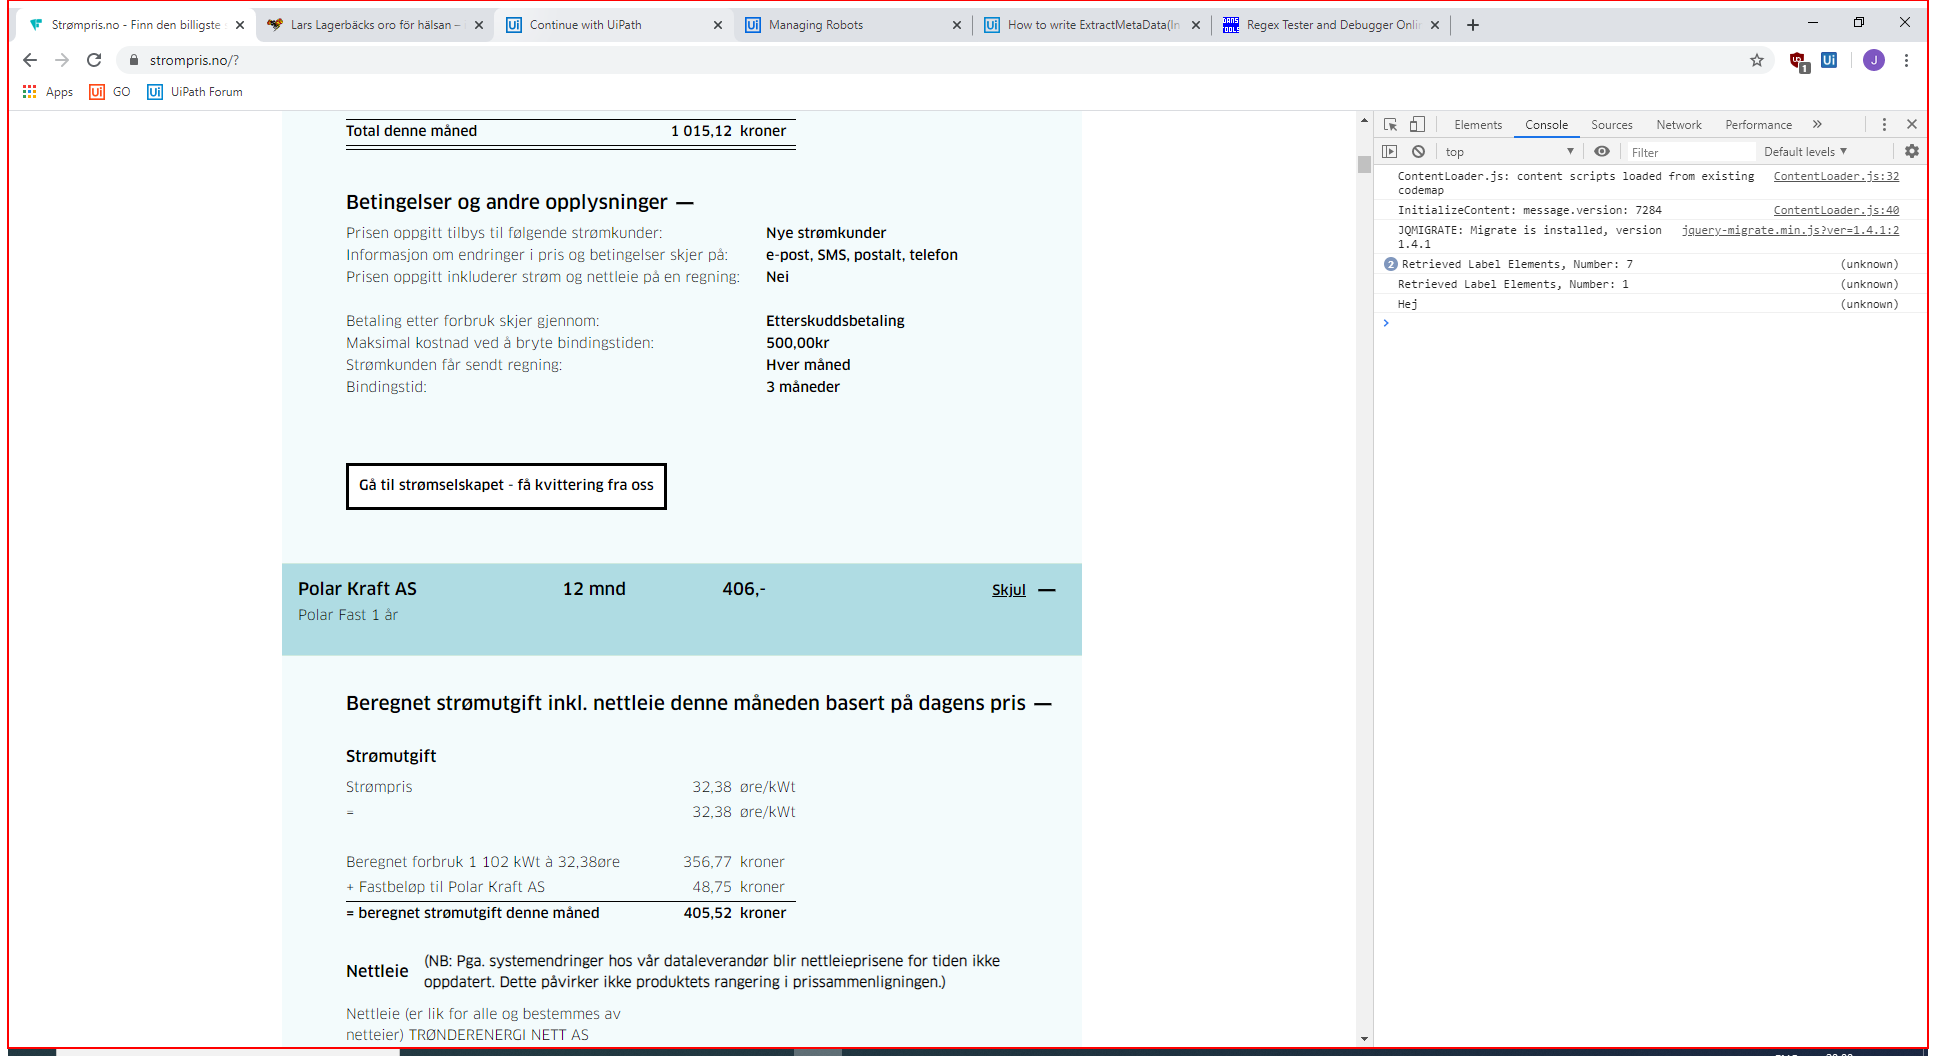 Strømpris.no - Finn den billigste
Lars Lagerbäcks oro för hälsan –
Continue with UiPath
Managing Robots
How to write ExtractMetaData(In
Regex Tester and Debugger Onlin
strompris.no/?
1
J
Apps
GO
UiPath Forum
Total denne måned 1 015,12 kroner
Betingelser og andre opplysninger —
Prisen oppgitt tilbys til følgende strømkunder: Nye strømkunder
Informasjon om endringer i pris og betingelser skjer på: e-post, SMS, postalt, telefon
Prisen oppgitt inkluderer strøm og nettleie på en regning: Nei
Betaling etter forbruk skjer gjennom: Etterskuddsbetaling
Maksimal kostnad ved å bryte bindingstiden: 500,00kr
Strømkunden får sendt regning: Hver måned
Bindingstid: 3 måneder
Gå til strømselskapet - få kvittering fra oss
Polar Kraft AS 12 mnd 406,- Skjul —
Polar Fast 1 år
Beregnet strømutgift inkl. nettleie denne måneden basert på dagens pris —
Strømutgift
Strømpris 32,38 øre/kWt
= 32,38 øre/kWt
Beregnet forbruk 1 102 kWt à 32,38øre 356,77 kroner
+ Fastbeløp til Polar Kraft AS 48,75 kroner
= beregnet strømutgift denne måned 405,52 kroner
Nettleie (NB: Pga. systemendringer hos vår dataleverandør blir nettleieprisene for tiden ikke
oppdatert. Dette påvirker ikke produktets rangering i prissammenligningen.)
Nettleie (er lik for alle og bestemmes av
netteier) TRØNDERENERGI NETT AS
Elements Console Sources Network Performance »
top Filter Default levels
ContentLoader.js: content scripts loaded from existing ContentLoader.js:32
codemap
InitializeContent: message.version: 7284 ContentLoader.js:40
JQMIGRATE: Migrate is installed, version jquery-migrate.min.js?ver=1.4.1:2
1.4.1
2 Retrieved Label Elements, Number: 7 (unknown)
Retrieved Label Elements, Number: 1 (unknown)
Hej (unknown)